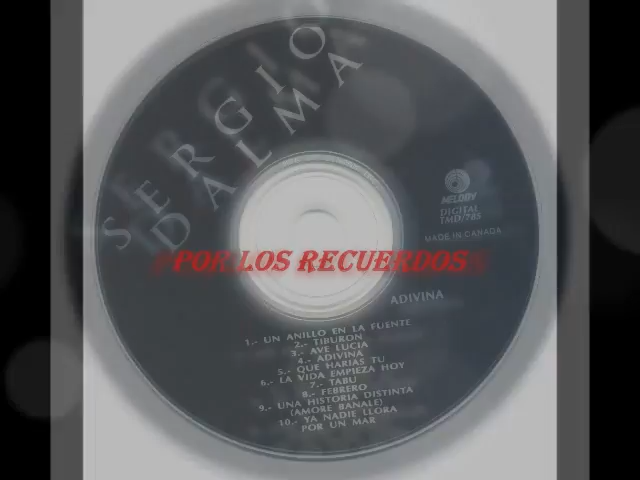 SERGIO
DALMA
MELODY
DIGITAL
TMD/785
MADE IN CANADA
POR LOS RECUERDOS
ADIVINA
1.- UN ANILLO EN LA FUENTE
2.- TIBURON
3.- AVE LUCIA
4.- ADIVINA
5.- QUE HARIAS TU
6.- LA VIDA EMPIEZA HOY
7.- TABU
8.- FEBRERO
9.- UNA HISTORIA DISTINTA
(AMORE BANALE)
10.- YA NADIE LLORA
POR UN MAR